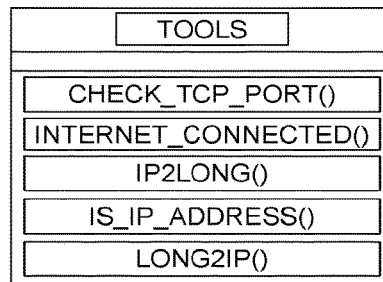 TOOLS
CHECK_TCP_PORT()
INTERNET_CONNECTED()
IP2LONG()
IS_IP_ADDRESS()
LONG2IP()